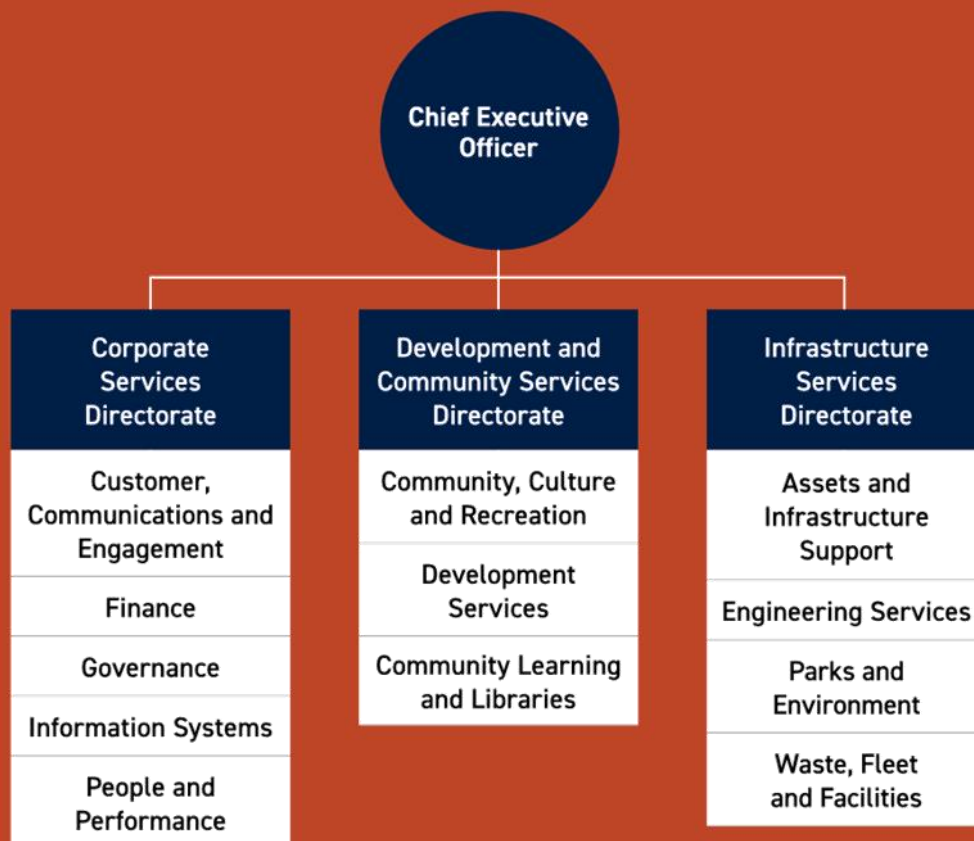 Chief Executive
Officer
Corporate
Services
Directorate
Customer,
Communications and
Engagement
Finance
Governance
Information Systems
People and
Performance
Development and
Community Services
Directorate
Community, Culture
and Recreation
Development
Services
Community Learning
and Libraries
Infrastructure
Services
Directorate
Assets and
Infrastructure
Support
Engineering Services
Parks and
Environment
Waste, Fleet
and Facilities